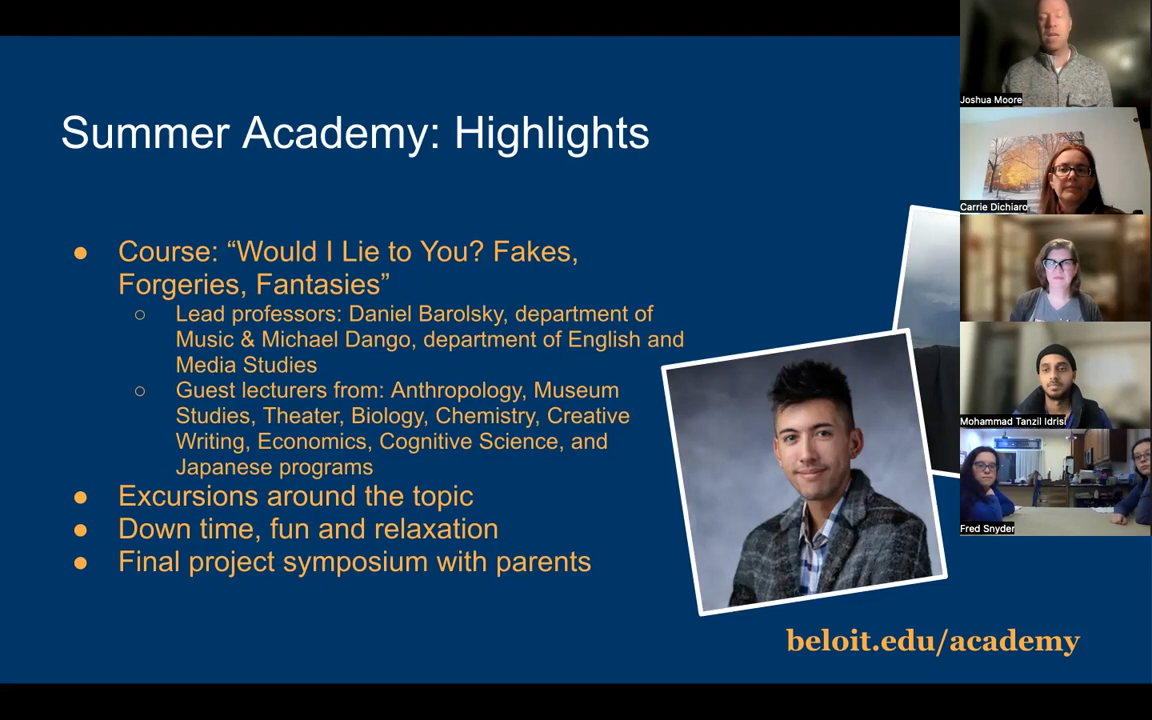 Summer Academy: Highlights
● Course: “Would I Lie to You? Fakes,
Forgeries, Fantasies”
○ Lead professors: Daniel Barolsky, department of
Music & Michael Dango, department of English and
Media Studies
○ Guest lecturers from: Anthropology, Museum
Studies, Theater, Biology, Chemistry, Creative
Writing, Economics, Cognitive Science, and
Japanese programs
● Excursions around the topic
● Down time, fun and relaxation
● Final project symposium with parents
beloit.edu/academy
Joshua Moore
Carrie Dichiaro
Mohammad Tanzil Idrisi
Fred Snyder